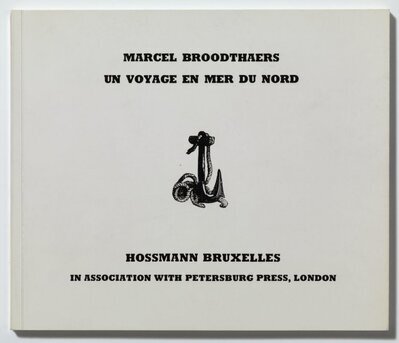 MARCEL BROODTHAERS
UN VOYAGE EN MER DU NORD
HOSSMANN BRUXELLES
IN ASSOCIATION WITH PETERSBURG PRESS, LONDON